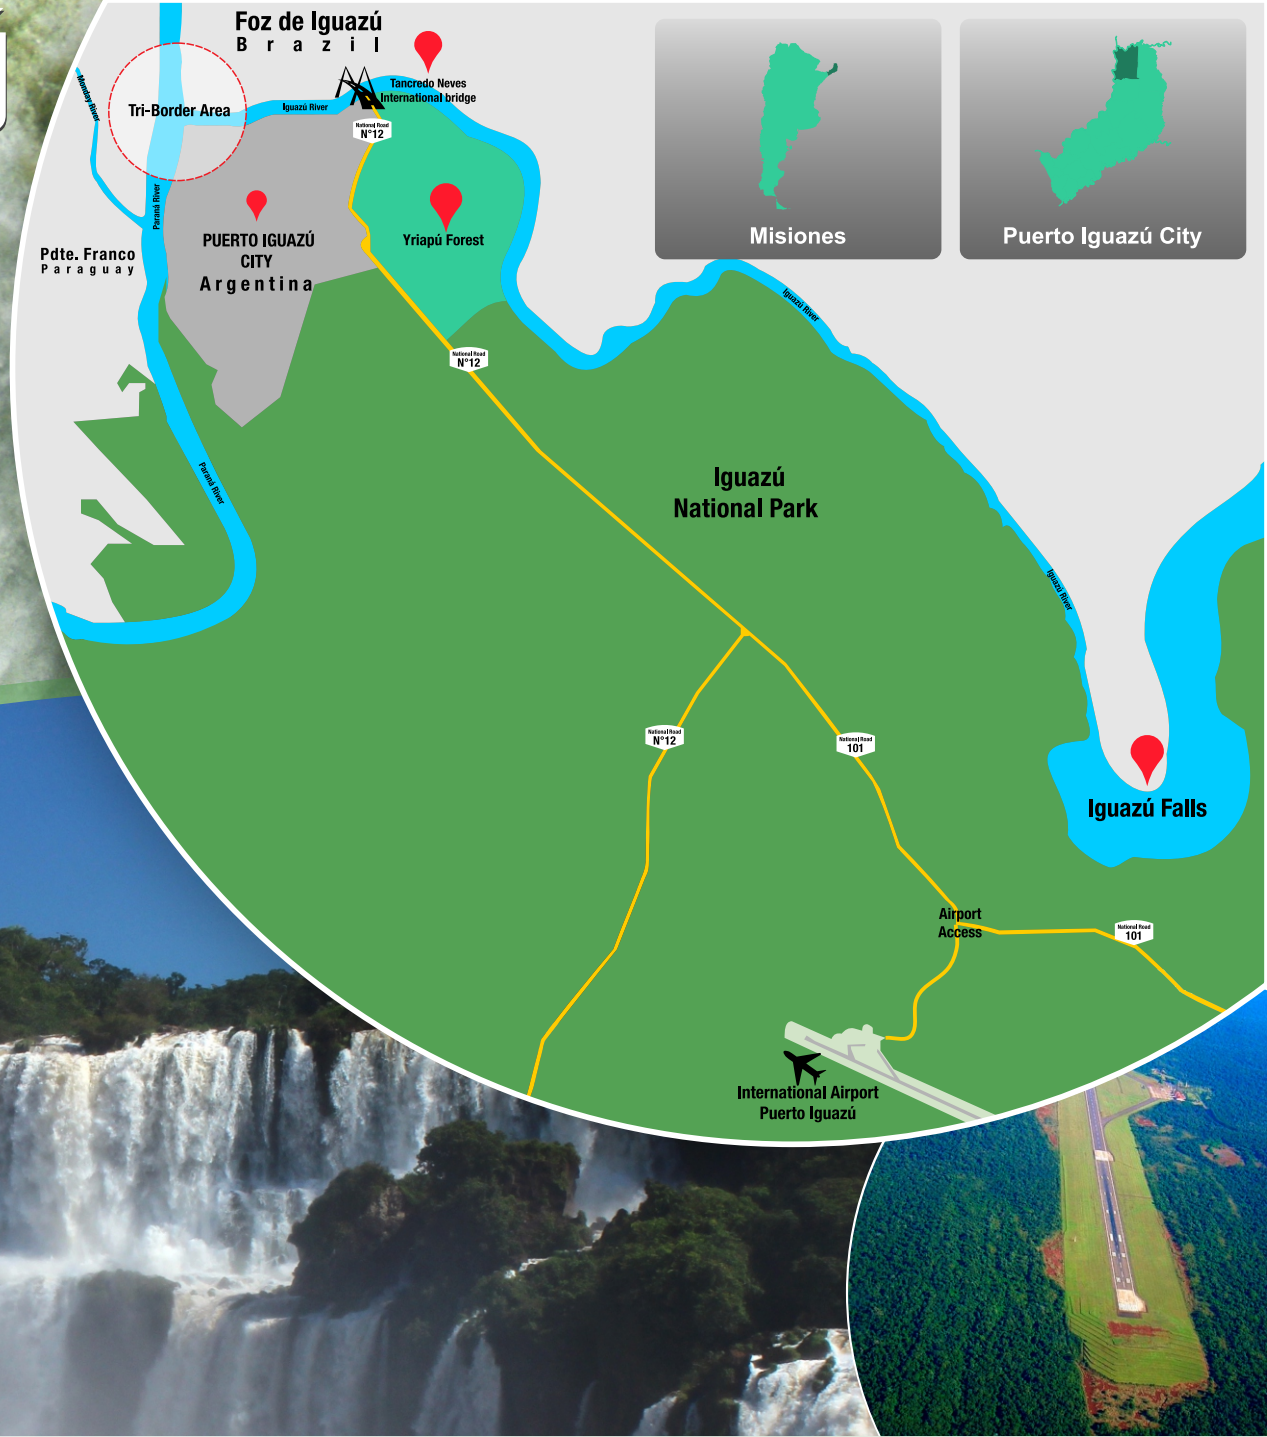 Foz de Iguazú
Brazil
Tancredo Neves
International bridge
Monday River
Tri-Border Area
Iguazú River
National Road
N°12
Paraná River
PUERTO IGUAZÚ
CITY
Argentina
Yriapú Forest
Pdte. Franco
Paraguay
Misiones
Puerto Iguazú City
Iguazú River
National Road
N°12
Paraná River
Iguazú
National Park
Iguazú River
National Road
N°12
National Road
101
Iguazú Falls
Airport
Access
National Road
101
International Airport
Puerto Iguazú